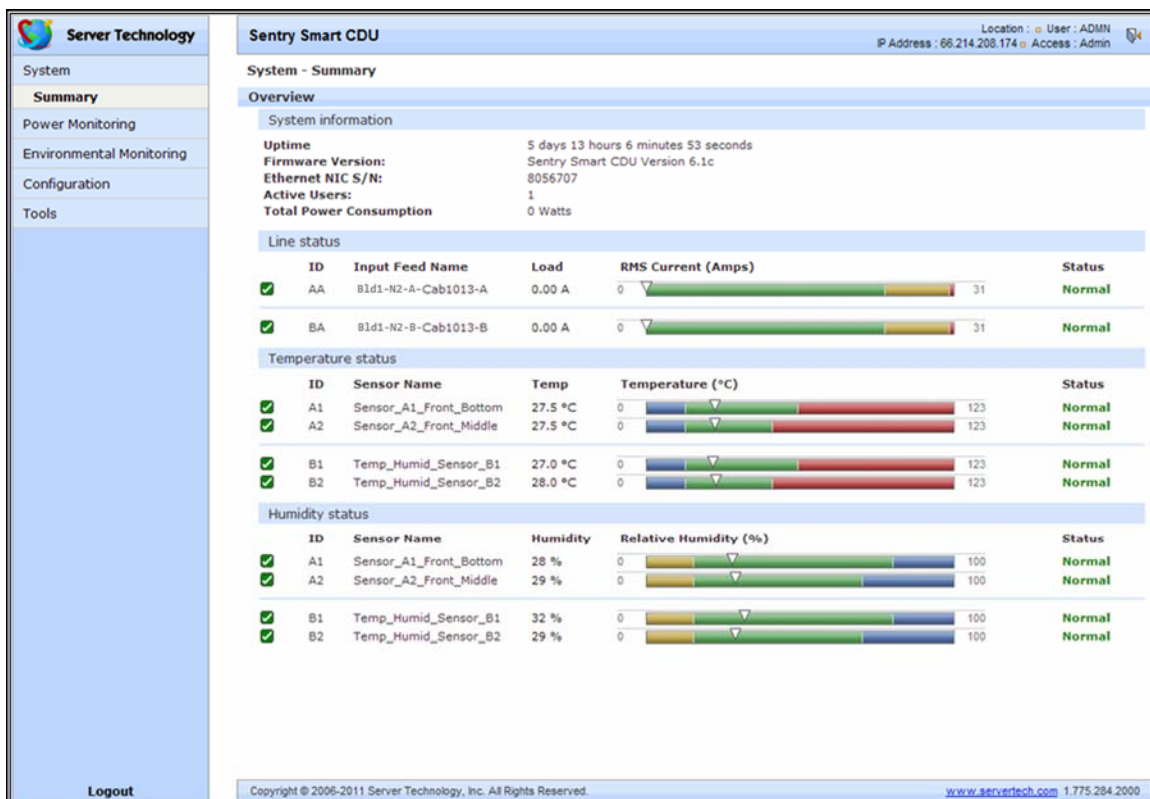 Server Technology
Sentry Smart CDU
Location : User : ADMN
IP Address : 66.214.208.174 Access : Admin
System
Summary
Power Monitoring
Environmental Monitoring
Configuration
Tools
Logout
System - Summary
Overview
System information
Uptime 5 days 13 hours 6 minutes 53 seconds
Firmware Version: Sentry Smart CDU Version 6.1c
Ethernet NIC S/N: 8056707
Active Users: 1
Total Power Consumption 0 Watts
Line status
ID Input Feed Name Load RMS Current (Amps) Status
AA Bld1-N2-A-Cab1013-A 0.00 A 0 31 Normal
BA Bld1-N2-B-Cab1013-B 0.00 A 0 31 Normal
Temperature status
ID Sensor Name Temp Temperature (°C) Status
A1 Sensor_A1_Front_Bottom 27.5 °C 0 123 Normal
A2 Sensor_A2_Front_Middle 27.5 °C 0 123 Normal
B1 Temp_Humid_Sensor_B1 27.0 °C 0 123 Normal
B2 Temp_Humid_Sensor_B2 28.0 °C 0 123 Normal
Humidity status
ID Sensor Name Humidity Relative Humidity (%) Status
A1 Sensor_A1_Front_Bottom 28 % 0 100 Normal
A2 Sensor_A2_Front_Middle 29 % 0 100 Normal
B1 Temp_Humid_Sensor_B1 32 % 0 100 Normal
B2 Temp_Humid_Sensor_B2 29 % 0 100 Normal
Copyright © 2006-2011 Server Technology, Inc. All Rights Reserved. www.servertech.com 1.775.284.2000